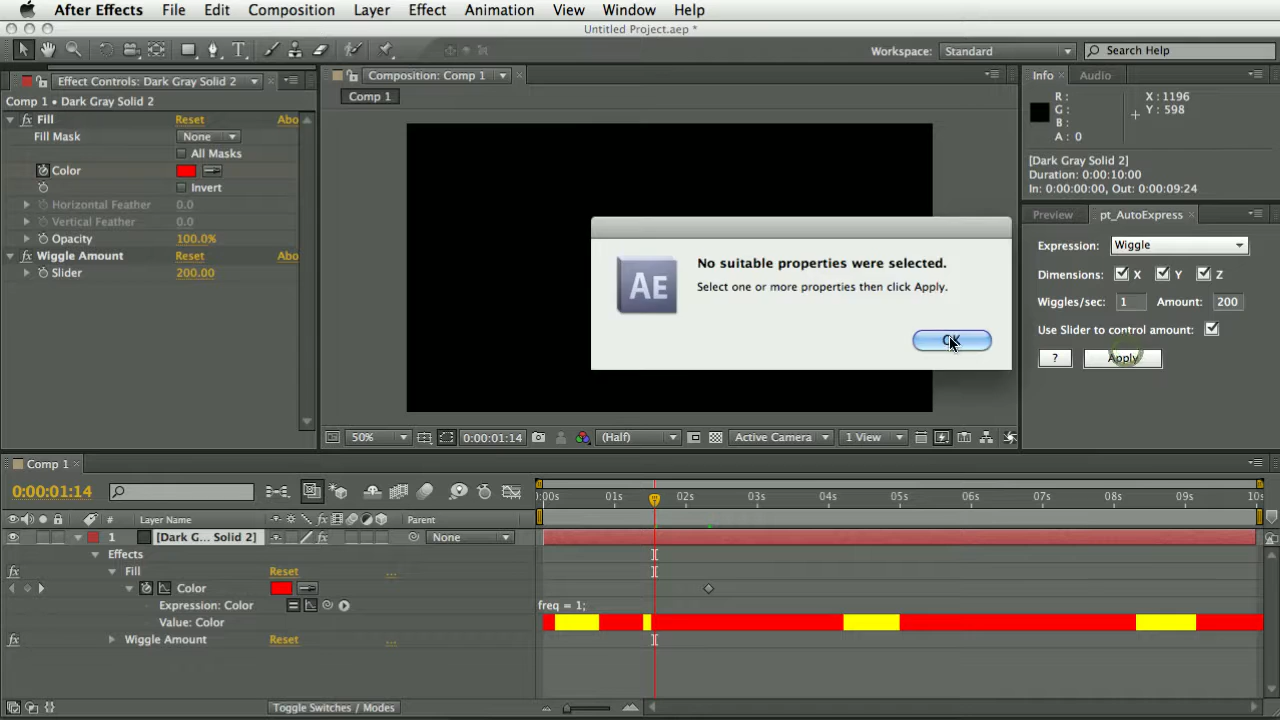 After Effects File Edit Composition Layer Effect Animation View Window Help
Untitled Project.aep *
Workspace: Standard Search Help
Effect Controls: Dark Gray Solid 2
Comp 1 • Dark Gray Solid 2
Fill Reset Abo
Fill Mask None
All Masks
Color
Invert
Horizontal Feather 0.0
Vertical Feather 0.0
Opacity 100.0%
Wiggle Amount Reset Abo
Slider 200.00
Composition: Comp 1
Comp 1
No suitable properties were selected.
Select one or more properties then click Apply.
AE
50% 0:00:01:14 (Half) Active Camera 1 View
Info Audio
R:
G:
B:
A: 0
X: 1196
Y: 598
[Dark Gray Solid 2]
Duration: 0:00:10:00
In: 0:00:00:00, Out: 0:00:09:24
Preview pt_AutoExpress
Expression: Wiggle
Dimensions: X Y Z
Wiggles/sec: 1 Amount: 200
Use Slider to control amount:
? Apply
Comp 1
0:00:01:14
:00s 01s 02s 03s 04s 05s 06s 07s 08s 09s 10s
# Layer Name Parent
1 [Dark G... Solid 2] None
Effects
Fill Reset ...
Color
Expression: Color freq = 1;
Value: Color
Wiggle Amount Reset ...
Toggle Switches / Modes